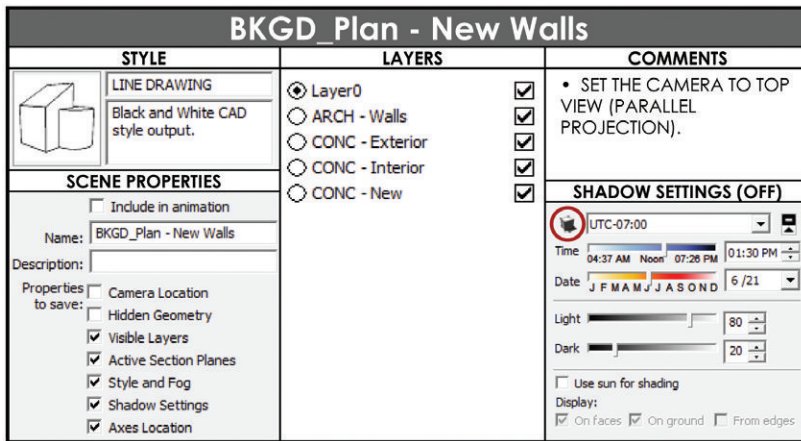 BKGD_Plan - New Walls
STYLE
LINE DRAWING
Black and White CAD
style output.
SCENE PROPERTIES
Include in animation
Name: BKGD_Plan - New Walls
Description:
Properties
to save:
Camera Location
Hidden Geometry
Visible Layers
Active Section Planes
Style and Fog
Shadow Settings
Axes Location
LAYERS
Layer0
ARCH - Walls
CONC - Exterior
CONC - Interior
CONC - New
COMMENTS
• SET THE CAMERA TO TOP
VIEW (PARALLEL
PROJECTION).
SHADOW SETTINGS (OFF)
UTC-07:00
Time 04:37 AM Noon 07:26 PM 01:30 PM
Date J F M A M J J A S O N D 6 /21
Light 80
Dark 20
Use sun for shading
Display:
On faces On ground From edges